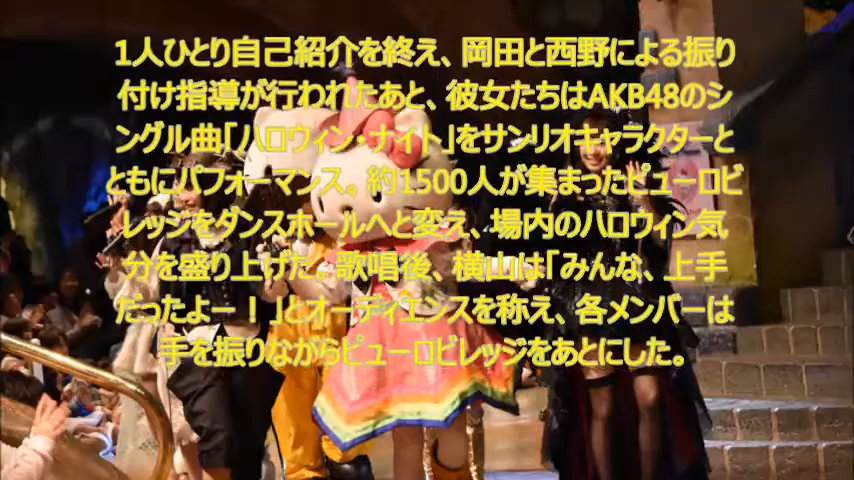 1人ひとり自己紹介を終え、岡田と西野による振り
付け指導が行われたあと、彼女たちはAKB48のシ
ングル曲「ハロウィン・ナイト」をサンリオキャラクターと
ともにパフォーマンス。約1500人が集まったピューロビ
レッジをダンスホールへと変え、場内のハロウィン気
分を盛り上げた。歌唱後、横山は「みんな、上手
だったよー！」とオーディエンスを称え、各メンバーは
手を振りながらピューロビレッジをあとにした。